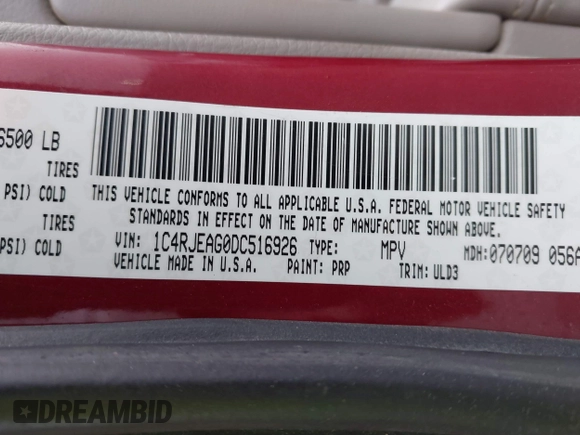 6500 LB
TIRES
PSI) COLD
TIRES
PSI) COLD
THIS VEHICLE CONFORMS TO ALL APPLICABLE U.S.A. FEDERAL MOTOR VEHICLE SAFETY
STANDARDS IN EFFECT ON THE DATE OF MANUFACTURE SHOWN ABOVE.
VIN: 1C4RJEAG0DC516926 TYPE: MPV MDH:070709 056A
VEHICLE MADE IN U.S.A. PAINT: PRP TRIM: ULD3
DREAMBID